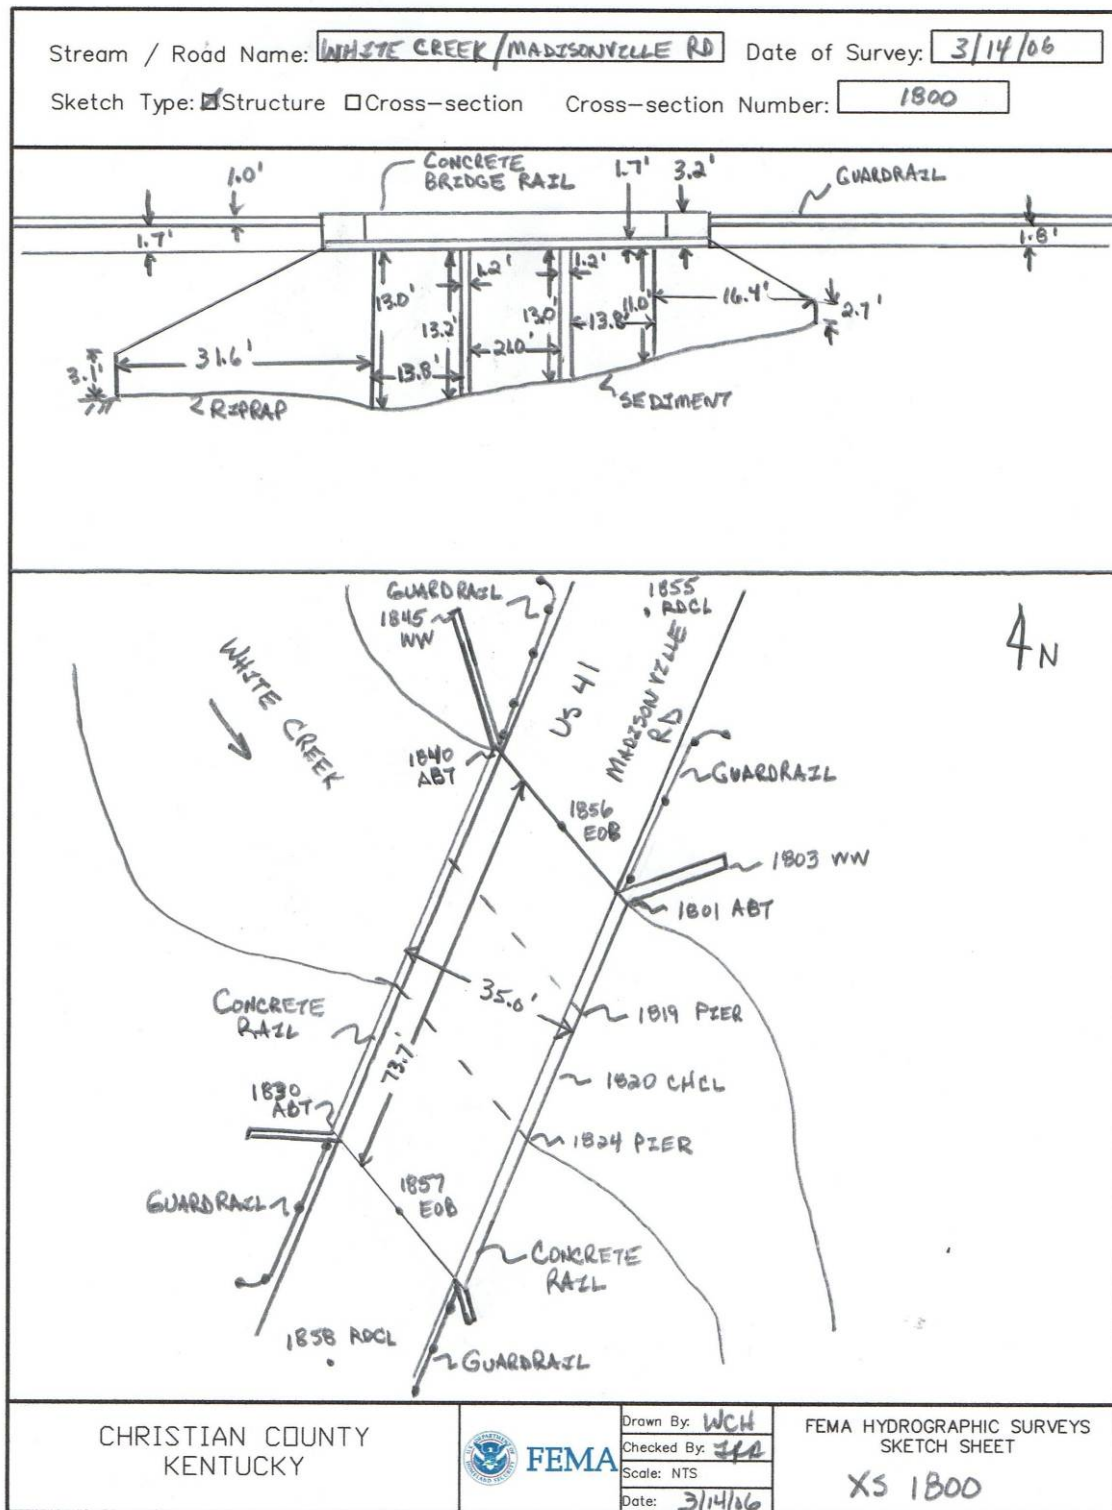 Stream / Road Name: WHITE CREEK/MADISONVILLE RD Date of Survey: 3/14/06
Sketch Type: Structure Cross-section Cross-section Number: 1800
1.0'
CONCRETE
BRIDGE RAIL
1.7'
3.2'
GUARDRAIL
1.7'
1.8'
13.0'
13.2'
1.2'
13.0'
1.2'
11.0'
16.4'
2.7'
3.1'
31.6'
13.8'
21.0'
13.8'
RIPRAP
SEDIMENT
GUARDRAIL
1845
WW
1855
RDCL
N
WHITE CREEK
US 41
MADISONVILLE
RD
1840
ABT
GUARDRAIL
1856
EOB
1803 WW
1801 ABT
35.0'
CONCRETE
RAIL
1819 PIER
73.7'
1820 CHCL
1830
ABT
1824 PIER
GUARDRAIL
1857
EOB
CONCRETE
RAIL
1858 RDCL
GUARDRAIL
CHRISTIAN COUNTY
KENTUCKY
FEMA
Drawn By: WCH
Checked By:
Scale: NTS
Date: 3/14/06
FEMA HYDROGRAPHIC SURVEYS
SKETCH SHEET
XS 1800